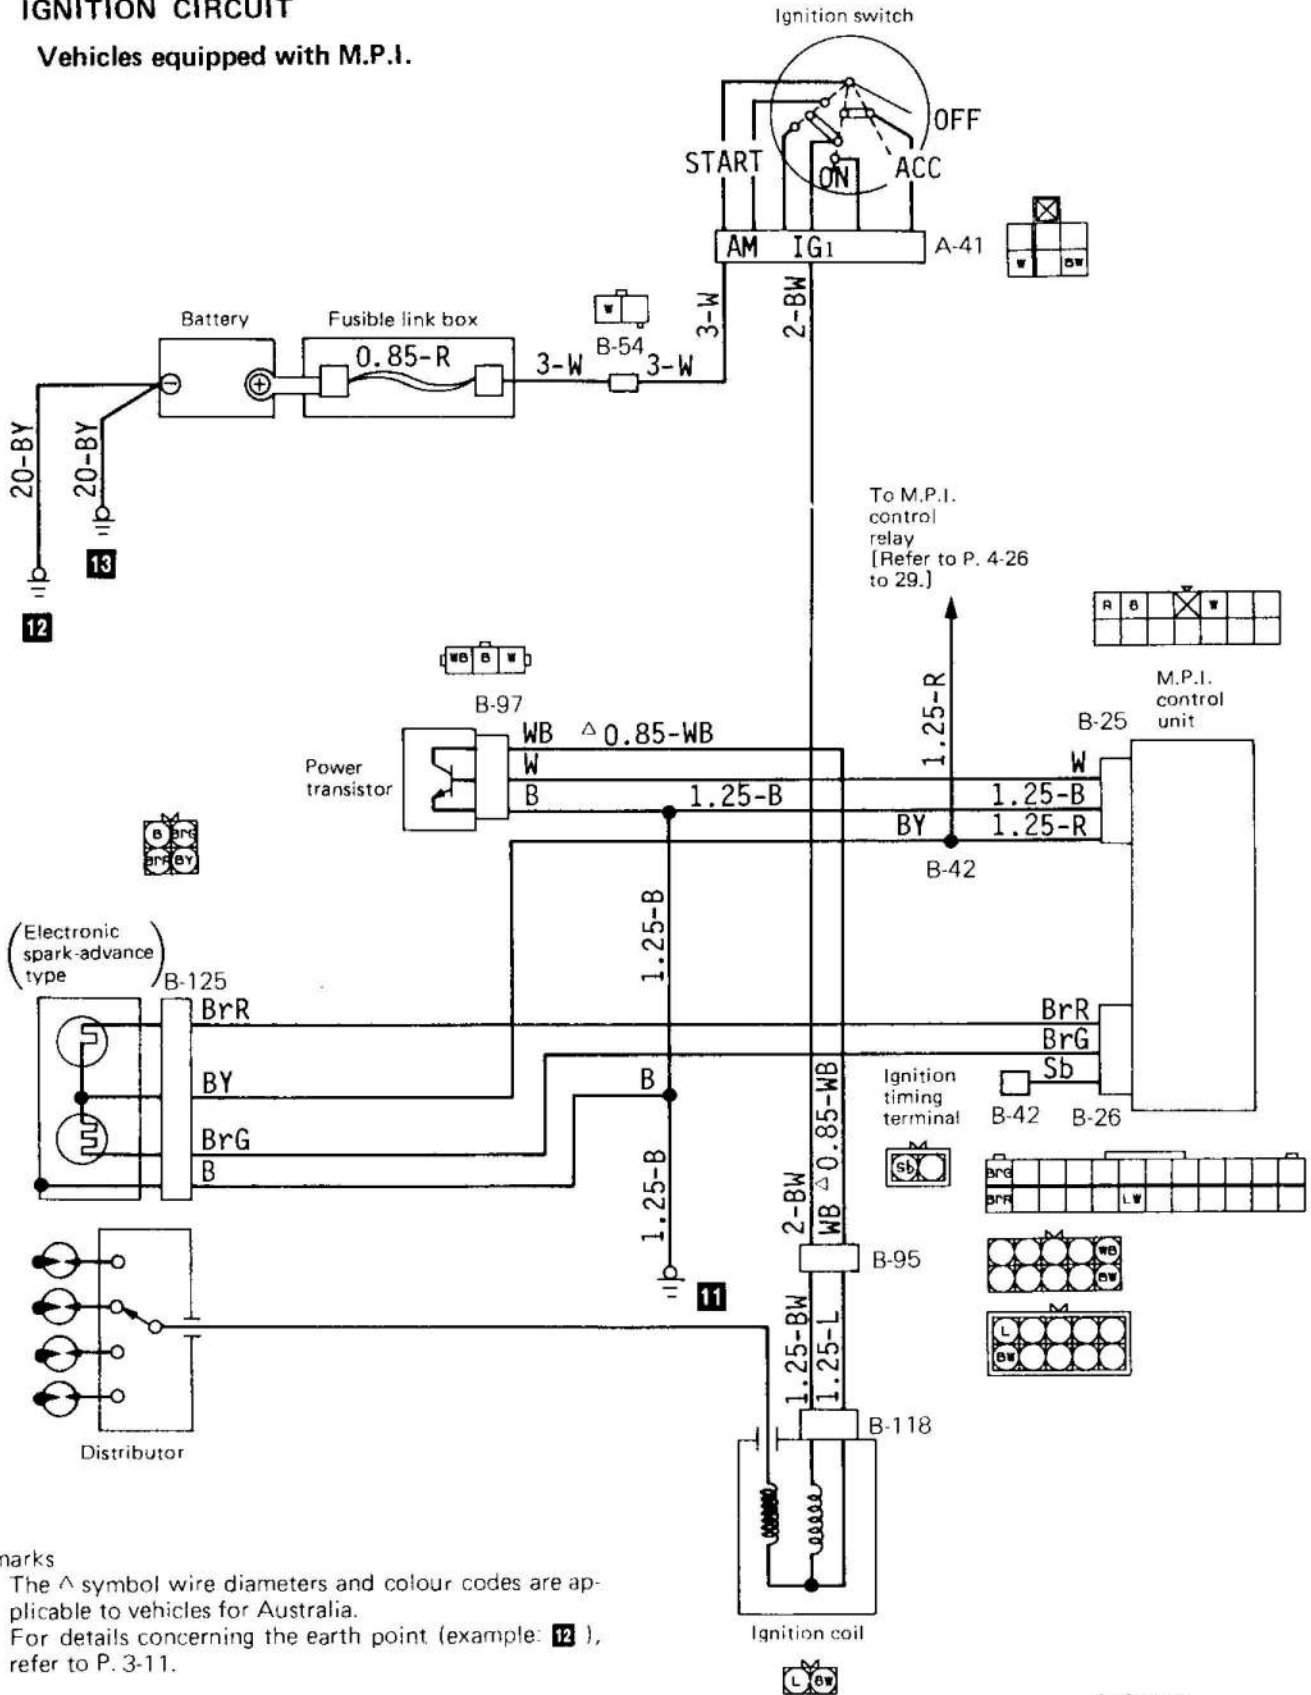 IGNITION CIRCUIT
Vehicles equipped with M.P.I.
Ignition switch
OFF
START
ON
ACC
AM IG1
A-41
W BW
3-W
2-BW
Battery
Fusible link box
0.85-R
W
B-54
3-W
3-W
20-BY
20-BY
13
12
To M.P.I.
control
relay
[Refer to P. 4-26
to 29.]
R B W
M.P.I.
control
unit
WB B W
B-97
B-25
1.25-R
WB △0.85-WB
Power
transistor
W
W
B
1.25-B
1.25-B
BY
1.25-R
B-42
B BrG
BrR BY
1.25-B
(Electronic
spark-advance
type)
B-125
BrR
BrR
BrG
BY
B
Sb
Ignition
timing
terminal
B-42
B-26
BrG
B
1.25-B
2-BW
WB △0.85-WB
Sb
BrG
BrR LW
B-95
WB
BW
11
1.25-BW
1.25-L
L
BW
B-118
Distributor
Ignition coil
L BW
marks
The △ symbol wire diameters and colour codes are ap-
plicable to vehicles for Australia.
For details concerning the earth point (example: 12 ),
refer to P. 3-11.